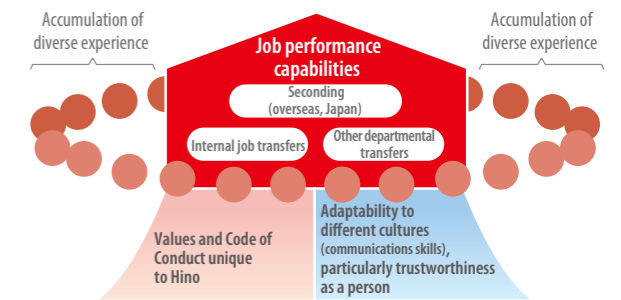 Accumulation of
diverse experience
Accumulation of
diverse experience
Job performance
capabilities
Seconding
(overseas, Japan)
Internal job transfers
Other departmental
transfers
Values and Code of
Conduct unique
to Hino
Adaptability to
different cultures
(communications skills),
particularly trustworthiness
as a person